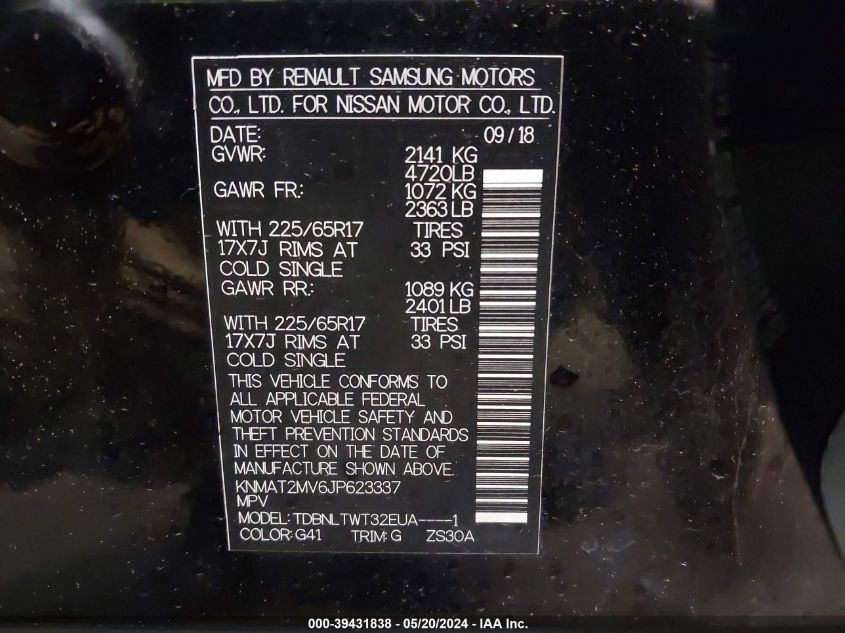 MFD BY RENAULT SAMSUNG MOTORS
CO., LTD. FOR NISSAN MOTOR CO., LTD.
DATE: 09/18
GVWR: 2141 KG
4720LB
GAWR FR.: 1072 KG
2363 LB
WITH 225/65R17 TIRES
17X7J RIMS AT 33 PSI
COLD SINGLE
GAWR RR.: 1089 KG
2401 LB
WITH 225/65R17 TIRES
17X7J RIMS AT 33 PSI
COLD SINGLE
THIS VEHICLE CONFORMS TO
ALL APPLICABLE FEDERAL
MOTOR VEHICLE SAFETY AND
THEFT PREVENTION STANDARDS
IN EFFECT ON THE DATE OF
MANUFACTURE SHOWN ABOVE.
KNMAT2MV6JP623337
MPV
MODEL: TDBNLTWT32EUA----1
COLOR: G41 TRIM: G ZS30A
000-39431838 - 05/20/2024 - IAA Inc.